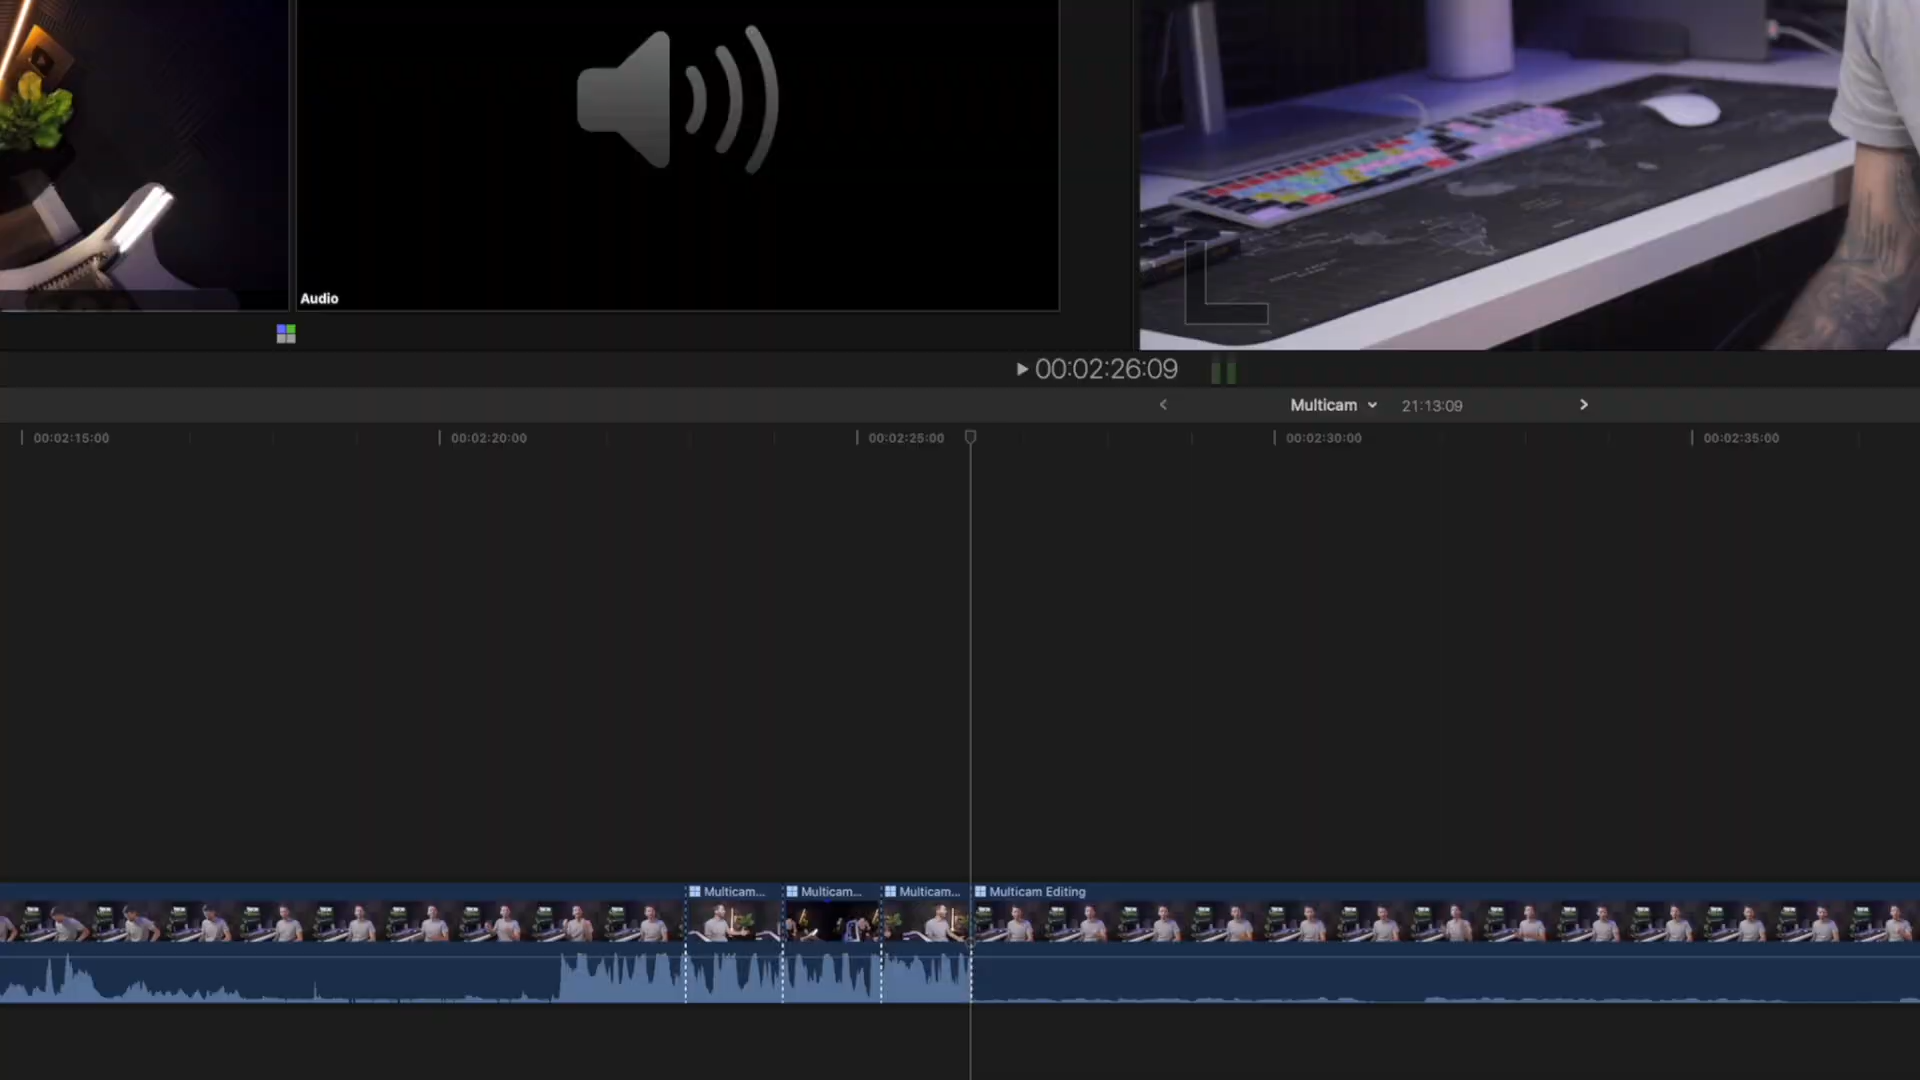 Audio
00:02:26:09
Multicam
21:13:09
00:02:15:00
00:02:20:00
00:02:25:00
00:02:30:00
00:02:35:00
Multicam...
Multicam...
Multicam...
Multicam Editing